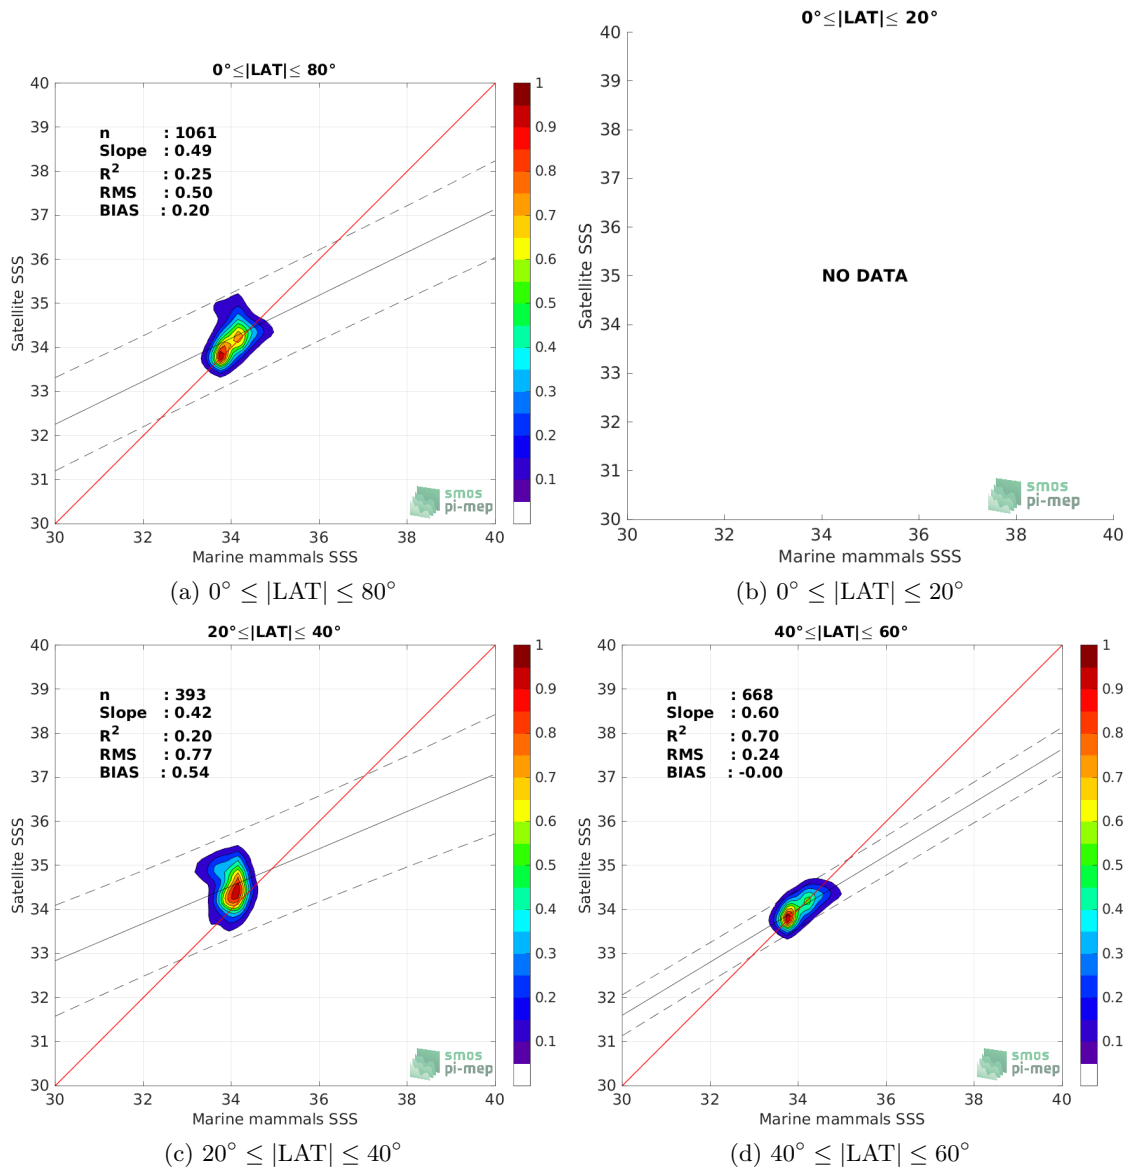 0°≤|LAT|≤ 80°
40
39
38
37
36
35
34
33
32
31
30
Satellite SSS
n : 1061
Slope : 0.49
R² : 0.25
RMS : 0.50
BIAS : 0.20
smos
pi-mep
30 32 34 36 38 40
Marine mammals SSS
1
0.9
0.8
0.7
0.6
0.5
0.4
0.3
0.2
0.1
(a) 0° ≤ |LAT| ≤ 80°
0°≤|LAT|≤ 20°
40
39
38
37
36
35
34
33
32
31
30
Satellite SSS
NO DATA
smos
pi-mep
30 32 34 36 38 40
Marine mammals SSS
(b) 0° ≤ |LAT| ≤ 20°
20°≤|LAT|≤ 40°
40
39
38
37
36
35
34
33
32
31
30
Satellite SSS
n : 393
Slope : 0.42
R² : 0.20
RMS : 0.77
BIAS : 0.54
smos
pi-mep
30 32 34 36 38 40
Marine mammals SSS
1
0.9
0.8
0.7
0.6
0.5
0.4
0.3
0.2
0.1
(c) 20° ≤ |LAT| ≤ 40°
40°≤|LAT|≤ 60°
40
39
38
37
36
35
34
33
32
31
30
Satellite SSS
n : 668
Slope : 0.60
R² : 0.70
RMS : 0.24
BIAS : -0.00
smos
pi-mep
30 32 34 36 38 40
Marine mammals SSS
1
0.9
0.8
0.7
0.6
0.5
0.4
0.3
0.2
0.1
(d) 40° ≤ |LAT| ≤ 60°